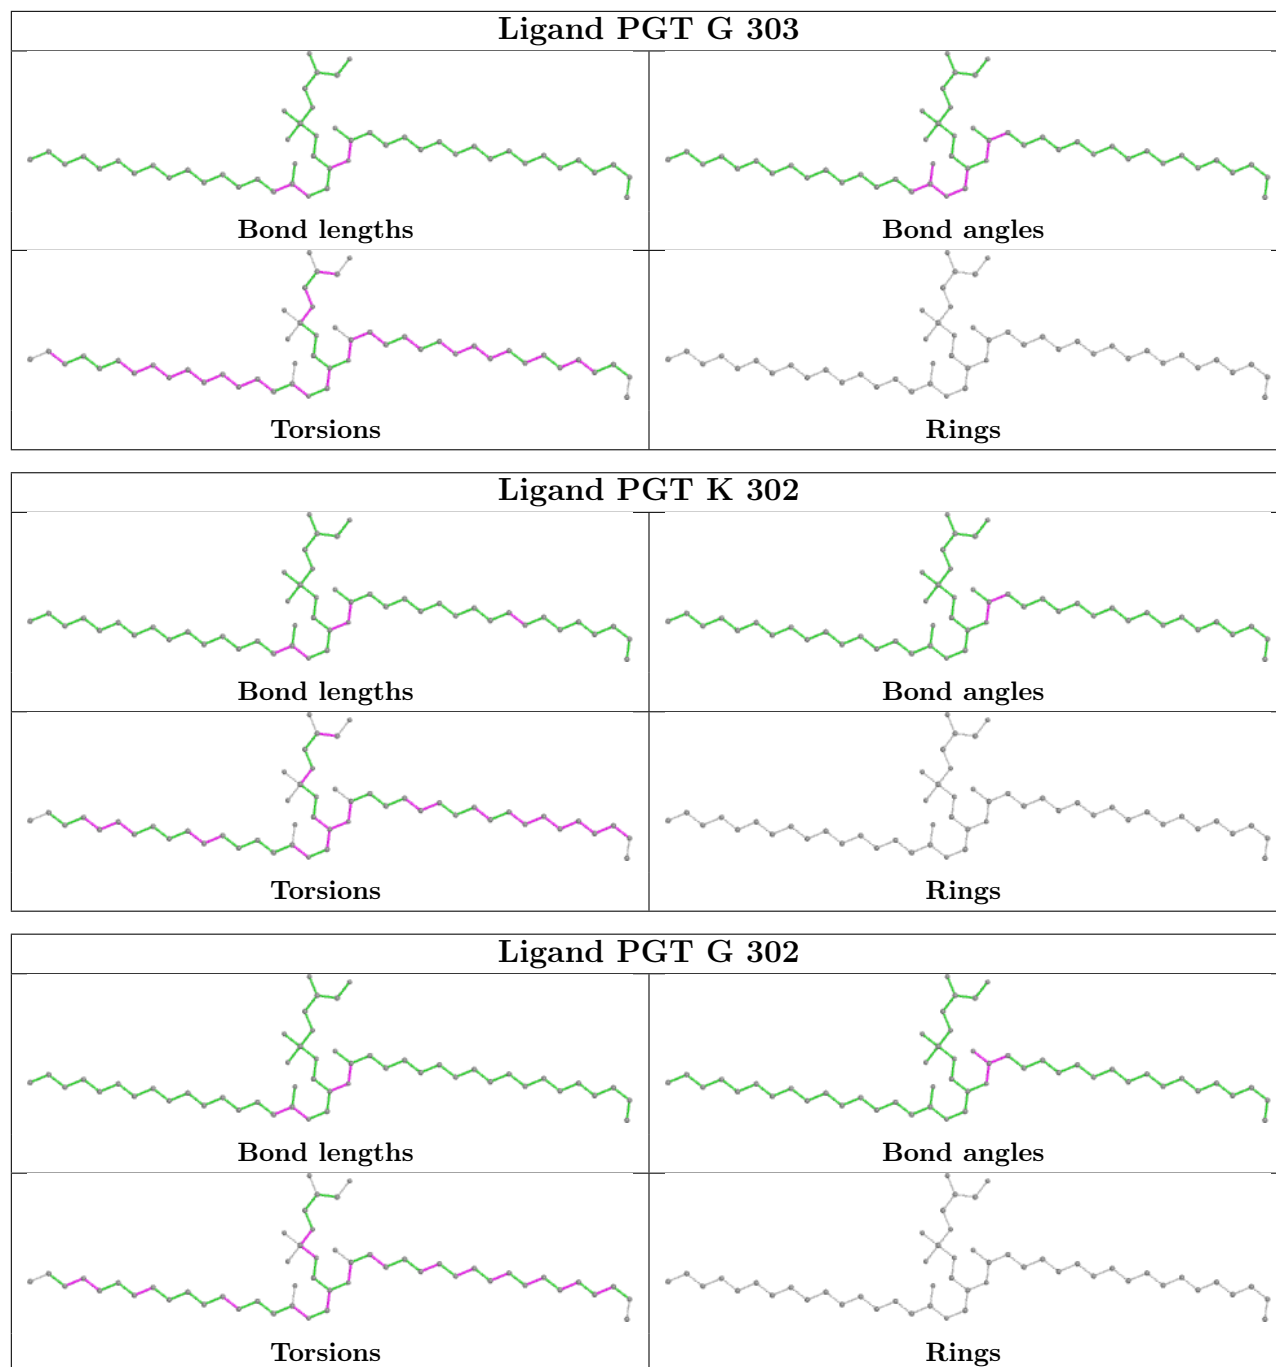 Ligand PGT G 303
Bond lengths
Bond angles
Torsions
Rings
Ligand PGT K 302
Bond lengths
Bond angles
Torsions
Rings
Ligand PGT G 302
Bond lengths
Bond angles
Torsions
Rings